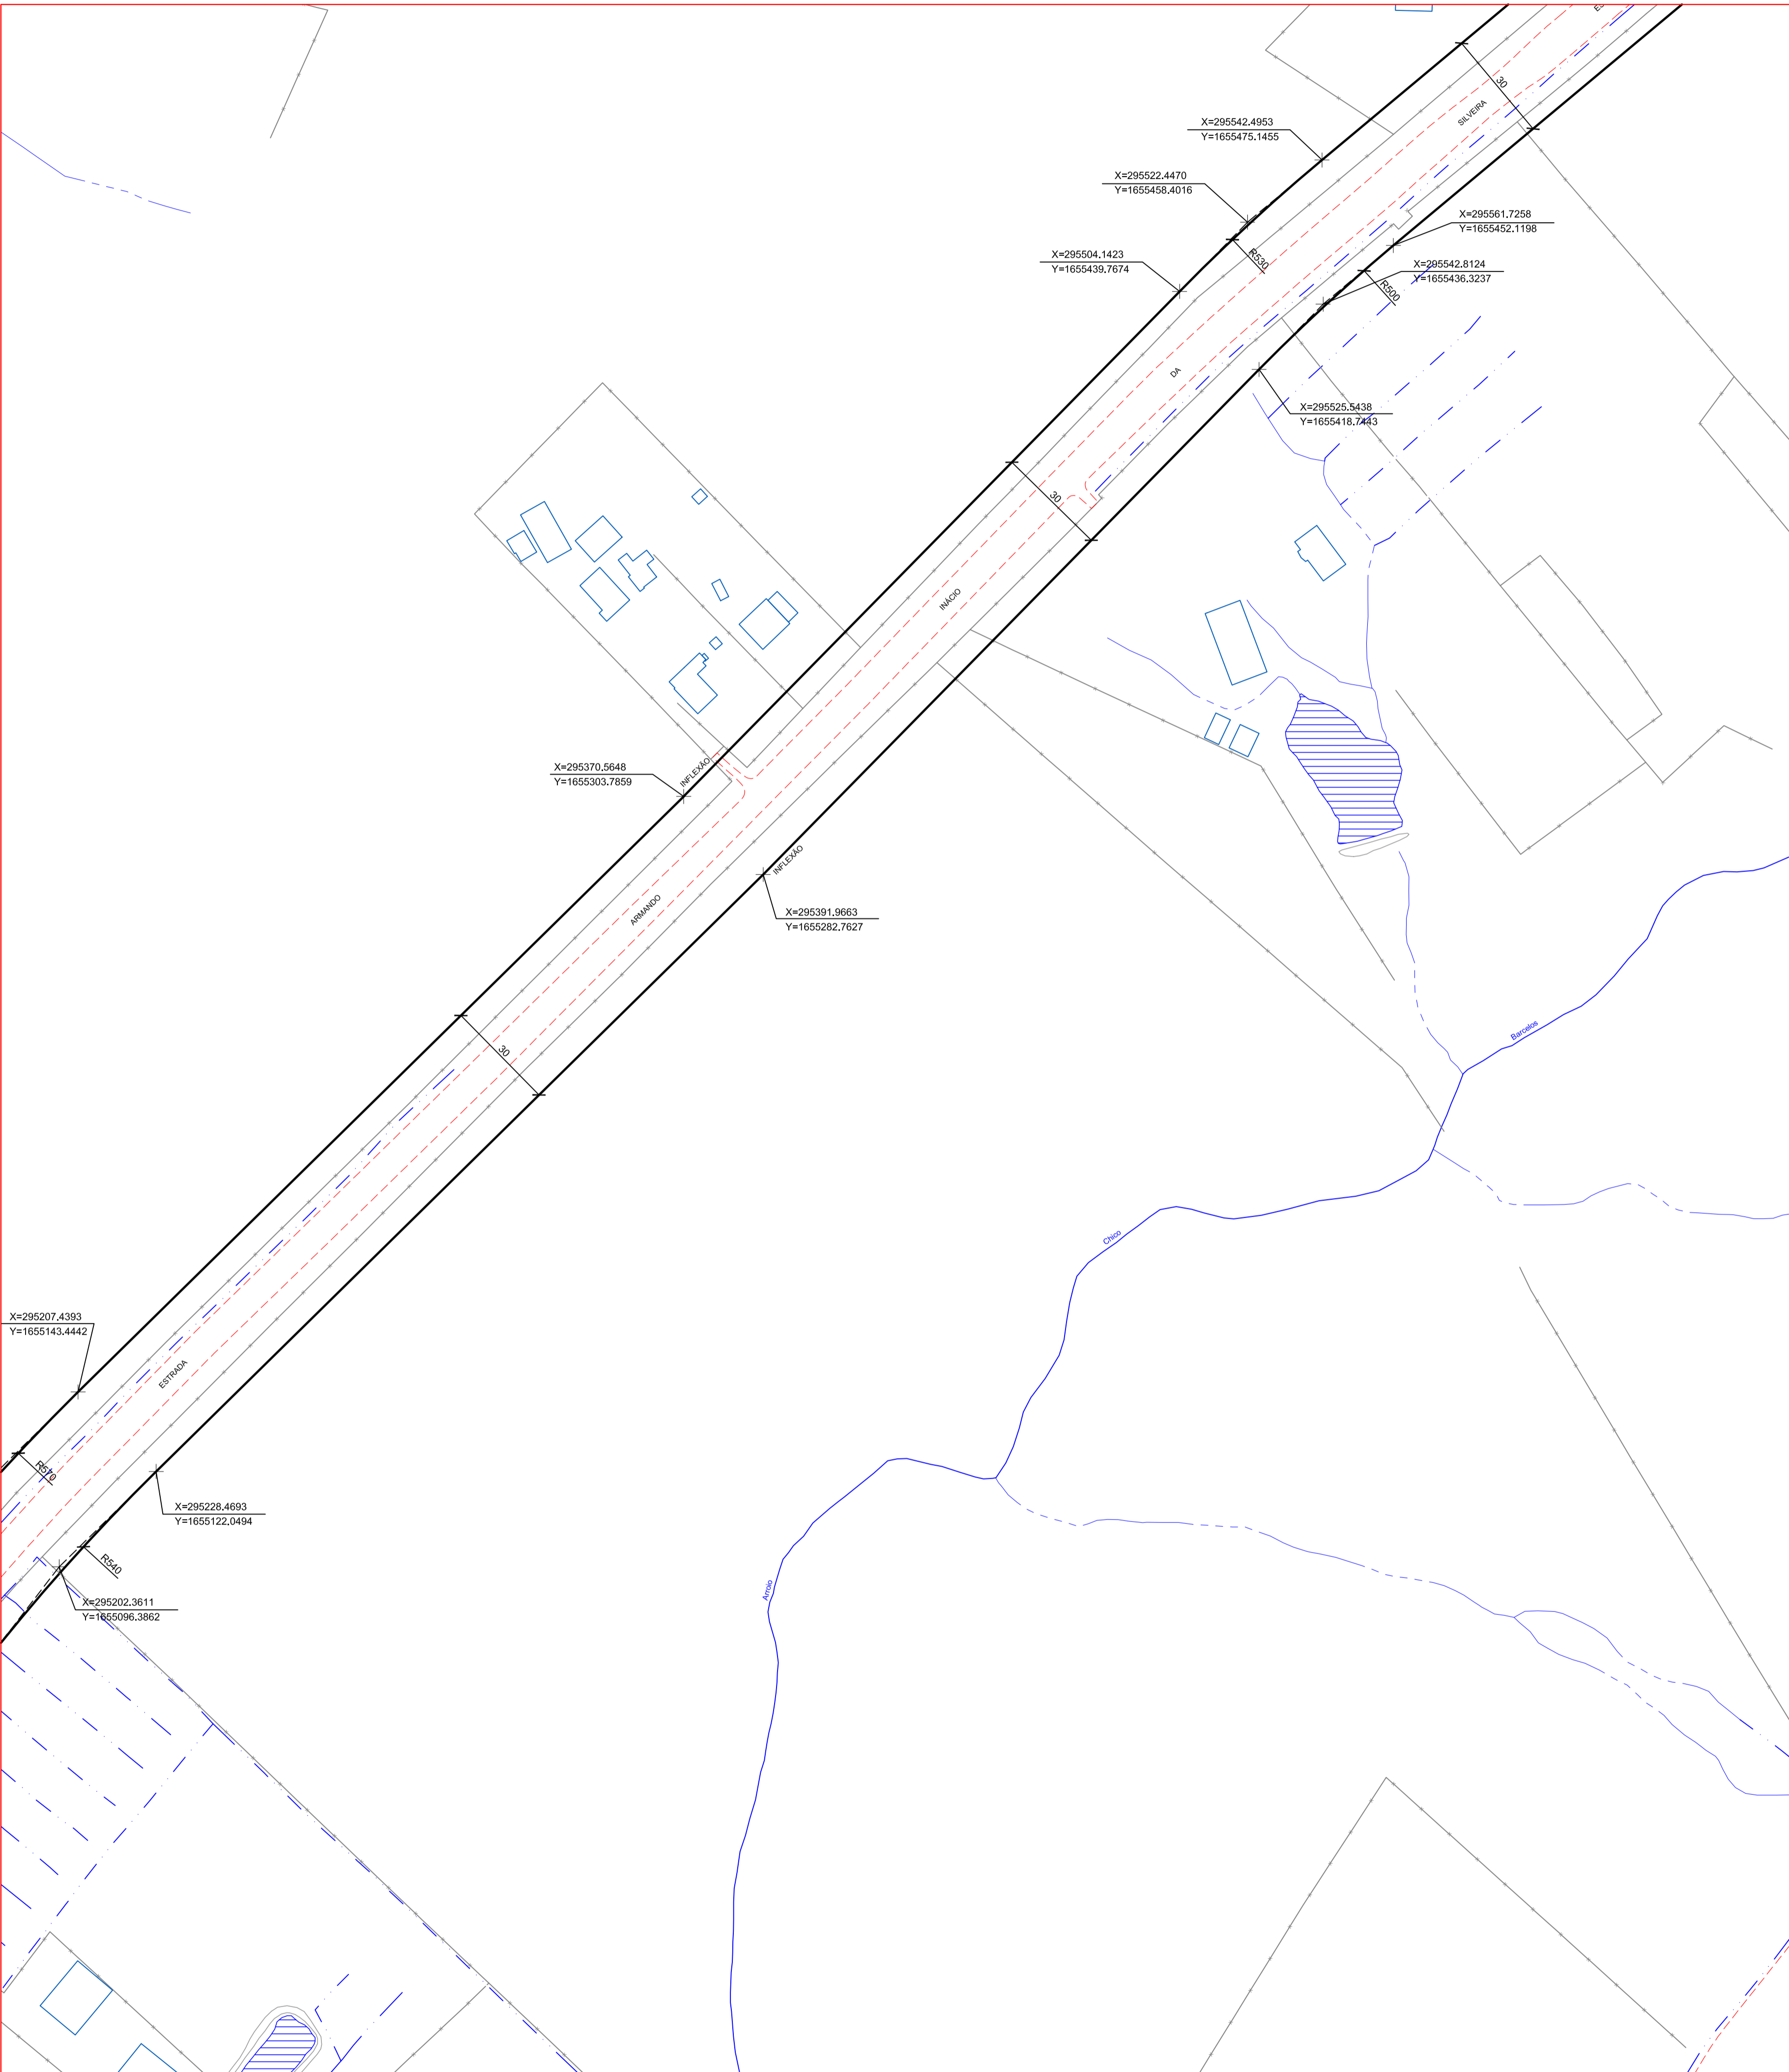 30
SILVEIRA
X=295542.4953
Y=1655475.1455
X=295522.4470
Y=1655458.4016
X=295561.7258
Y=1655452.1198
X=295504.1423
Y=1655439.7674
R530
X=295542.8124
Y=1655436.3237
R500
DA
X=295525.5438
Y=1655418.7443
30
INÁCIO
INFLEXÃO
X=295370.5648
Y=1655303.7859
INFLEXÃO
ARMANDO
X=295391.9663
Y=1655282.7627
30
Barcelos
Chico
X=295207.4393
Y=1655143.4442
ESTRADA
R570
X=295228.4693
Y=1655122.0494
R540
Arroio
X=295202.3611
Y=1655096.3862